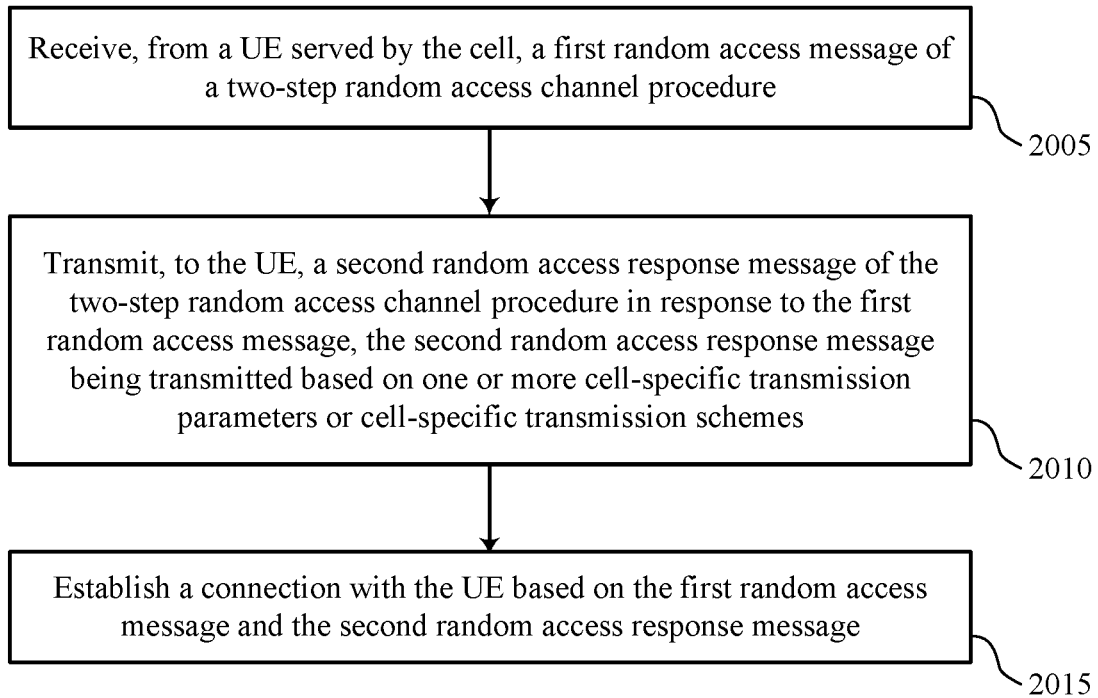 Receive, from a UE served by the cell, a first random access message of
a two-step random access channel procedure
2005
Transmit, to the UE, a second random access response message of the
two-step random access channel procedure in response to the first
random access message, the second random access response message
being transmitted based on one or more cell-specific transmission
parameters or cell-specific transmission schemes
2010
Establish a connection with the UE based on the first random access
message and the second random access response message
2015